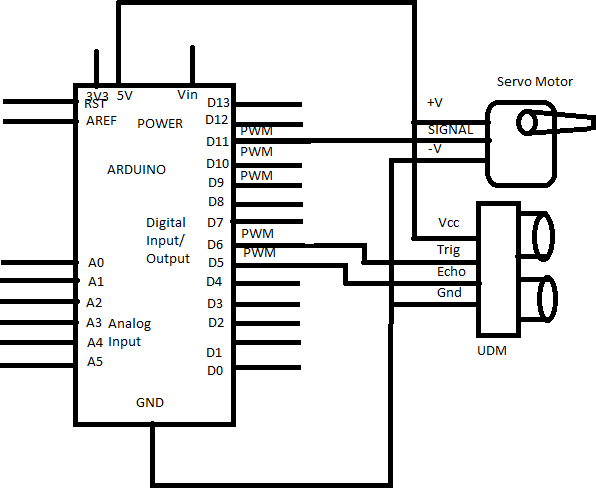 Servo Motor
3V3 5V
Vin
RST
AREF
POWER
ARDUINO
D13
D12
PWM
D11
PWM
D10
PWM
D9
D8
D7
Digital
Input/
Output
PWM
D6
PWM
D5
D4
D3
D2
D1
D0
A0
A1
A2
A3
A4
A5
Analog
Input
GND
+V
SIGNAL
-V
Vcc
Trig
Echo
Gnd
UDM